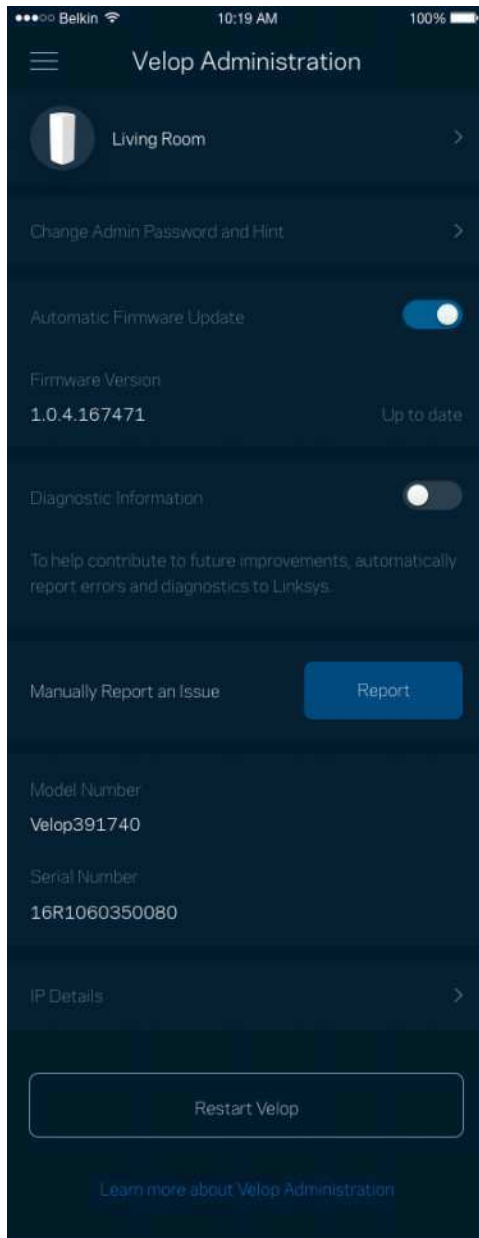 Belkin 10:19 AM 100%
Velop Administration
Living Room
Change Admin Password and Hint
Automatic Firmware Update
Firmware Version
1.0.4.167471 Up to date
Diagnostic Information
To help contribute to future improvements, automatically
report errors and diagnostics to Linksys.
Manually Report an Issue Report
Model Number
Velop391740
Serial Number
16R1060350080
IP Details
Restart Velop
Learn more about Velop Administration